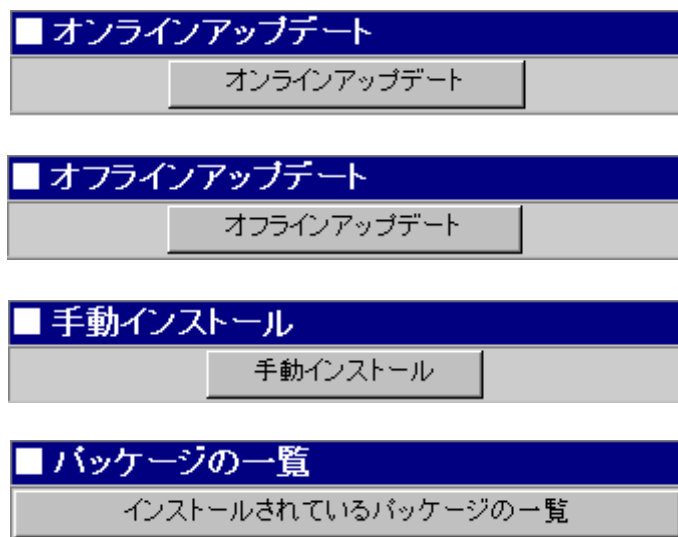 ■ オンラインアップデート
オンラインアップデート
■ オフラインアップデート
オフラインアップデート
■ 手動インストール
手動インストール
■ パッケージの一覧
インストールされているパッケージの一覧